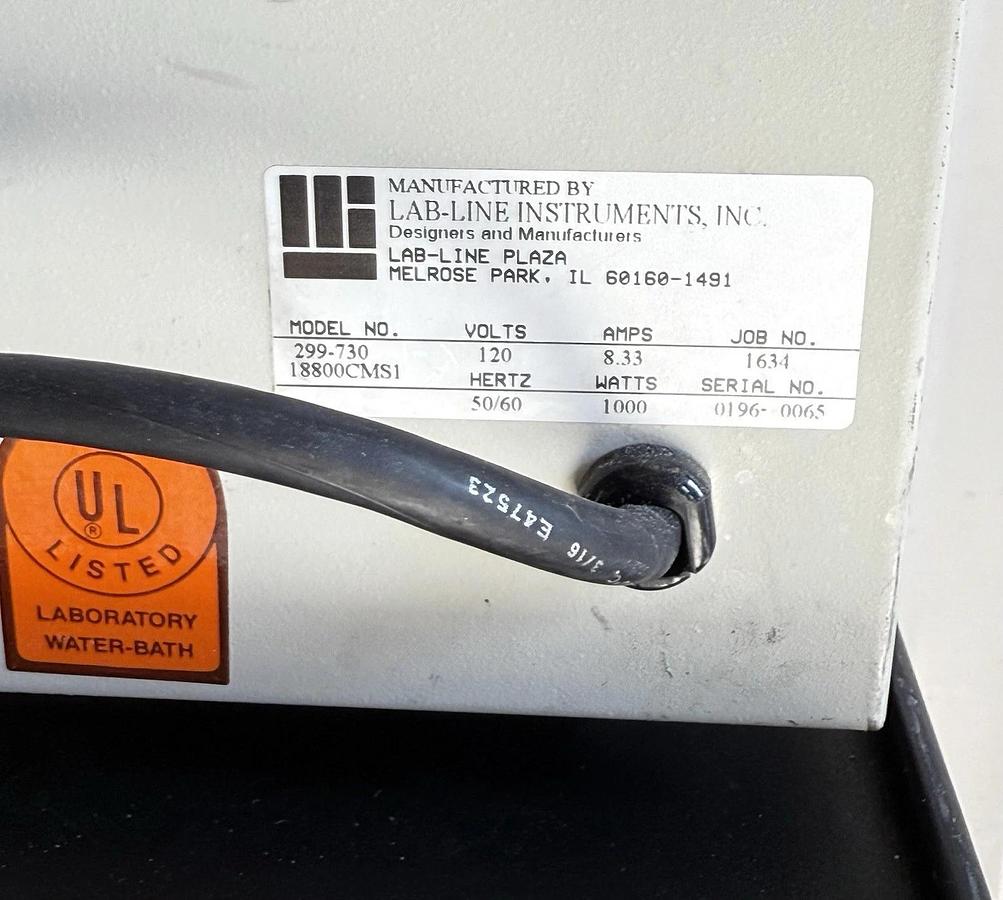 MANUFACTURED BY
LAB-LINE INSTRUMENTS, INC.
Designers and Manufacturers
LAB-LINE PLAZA
MELROSE PARK, IL 60160-1491
MODEL NO. VOLTS AMPS JOB NO.
299-730 120 8.33 1634
18800CMS1 HERTZ WATTS SERIAL NO.
50/60 1000 0196- 0065
E47523
3/16
UL
®
LISTED
LABORATORY
WATER-BATH